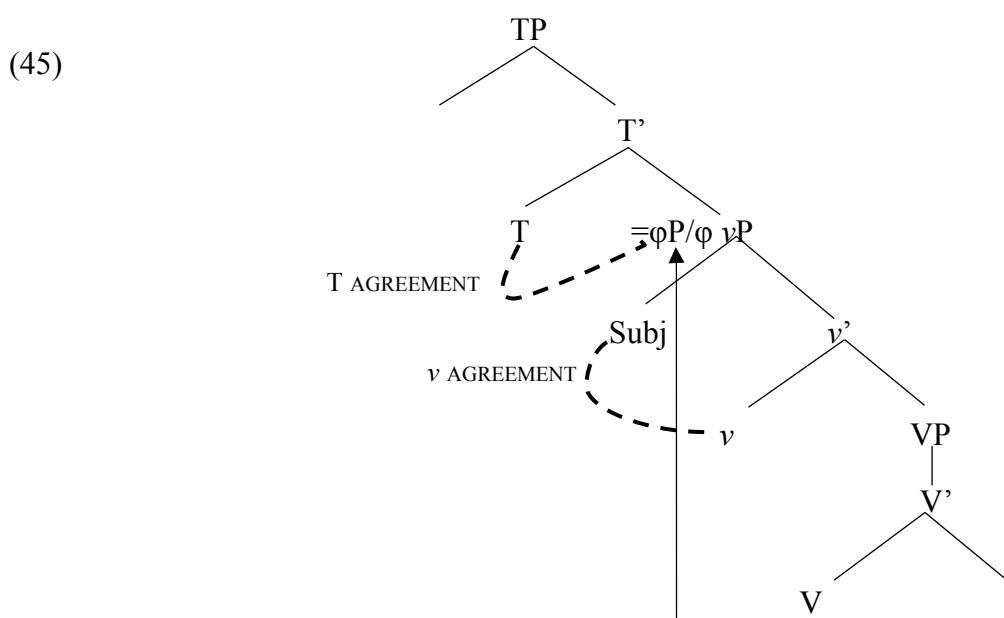 TP
(45)
T’
T =φP/φ vP
T AGREEMENT
Subj v’
v AGREEMENT
v VP
V’
V